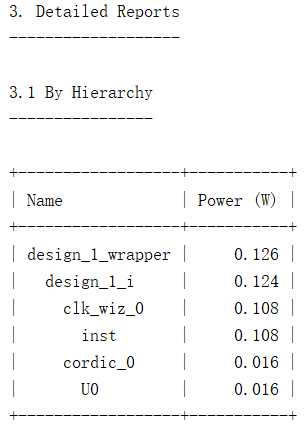 3. Detailed Reports
-------------------
3.1 By Hierarchy
----------------
+------------------+-----------+
| Name             | Power (W) |
+------------------+-----------+
| design_1_wrapper |     0.126 |
|   design_1_i     |     0.124 |
|     clk_wiz_0    |     0.108 |
|       inst       |     0.108 |
|     cordic_0     |     0.016 |
|       U0         |     0.016 |
+------------------+-----------+